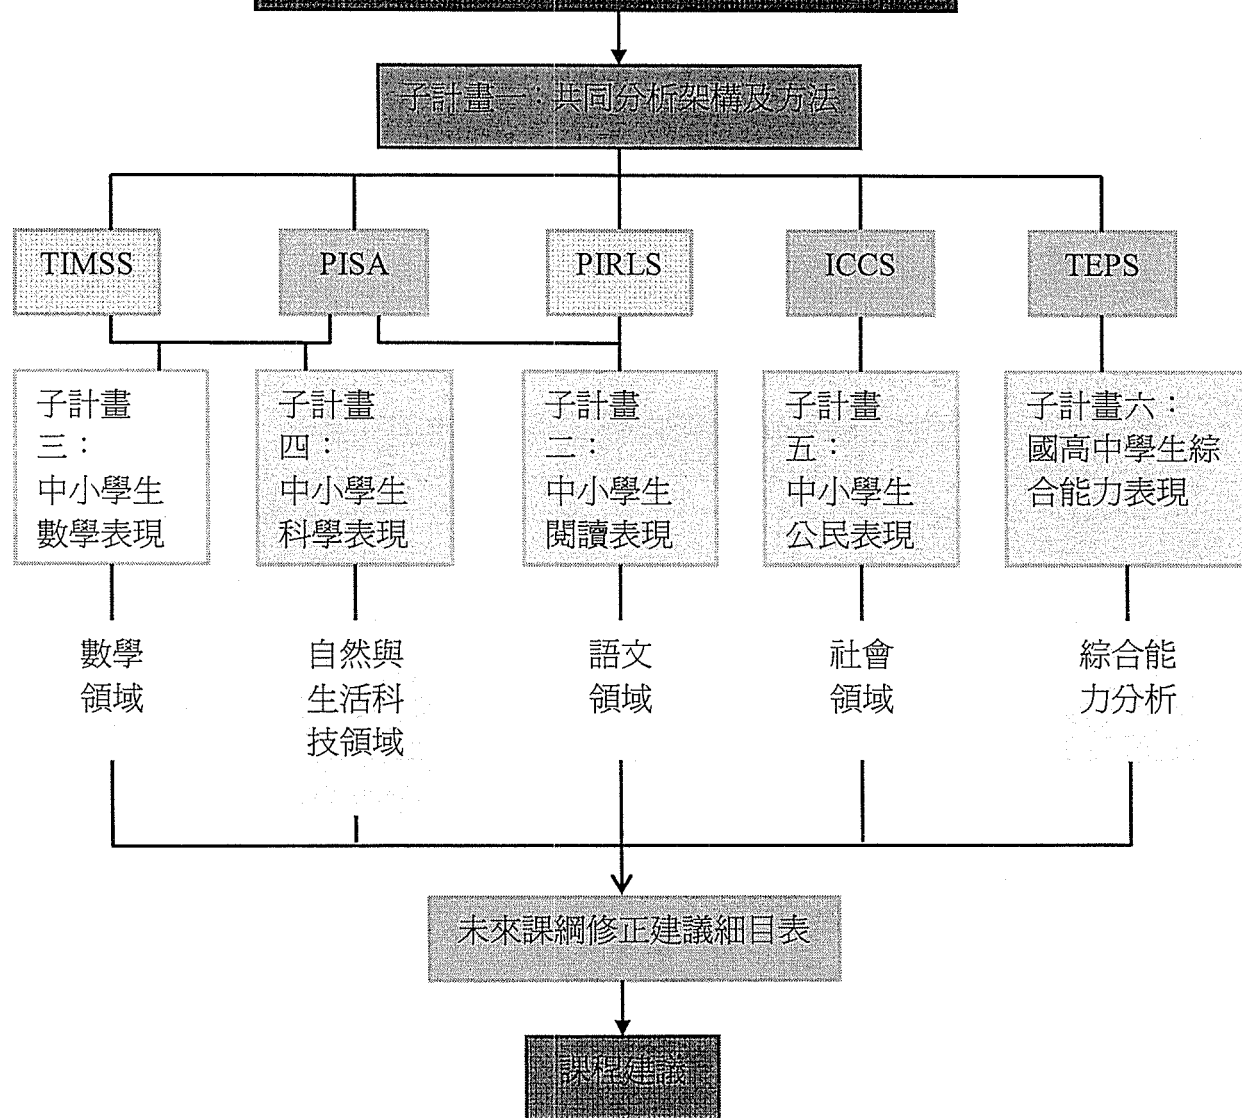 子計畫一：共同分析架構及方法
TIMSS
PISA
PIRLS
ICCS
TEPS
子計畫
三：
中小學生
數學表現
子計畫
四：
中小學生
科學表現
子計畫
二：
中小學生
閱讀表現
子計畫
五：
中小學生
公民表現
子計畫六：
國高中學生綜
合能力表現
數學
領域
自然與
生活科
技領域
語文
領域
社會
領域
綜合能
力分析
未來課綱修正建議細目表
課程建議